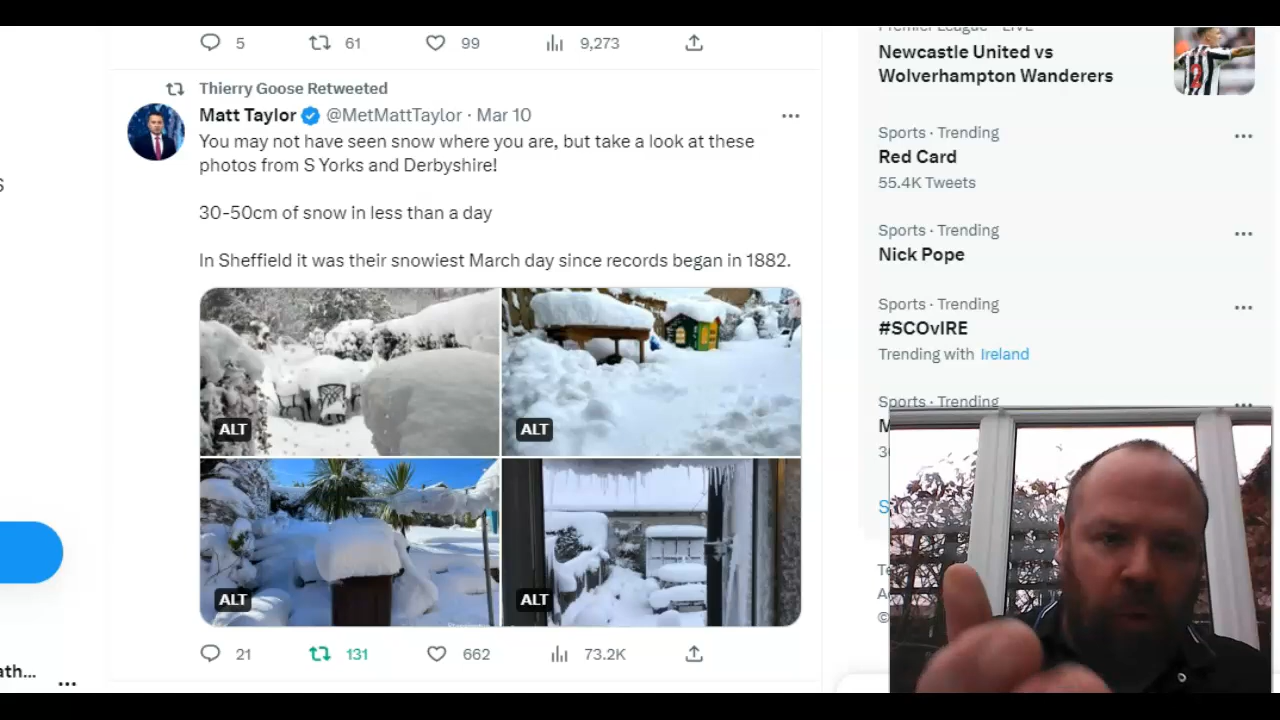 5 61 99 9,273
Thierry Goose Retweeted
Matt Taylor @MetMattTaylor · Mar 10
You may not have seen snow where you are, but take a look at these
photos from S Yorks and Derbyshire!
30-50cm of snow in less than a day
In Sheffield it was their snowiest March day since records began in 1882.
ALT
ALT
ALT
ALT
21 131 662 73.2K
ath...
Premier League · LIVE
Newcastle United vs
Wolverhampton Wanderers
Sports · Trending
Red Card
55.4K Tweets
Sports · Trending
Nick Pope
Sports · Trending
#SCOvIRE
Trending with Ireland
Sports · Trending
M
3
S
Te
A
©